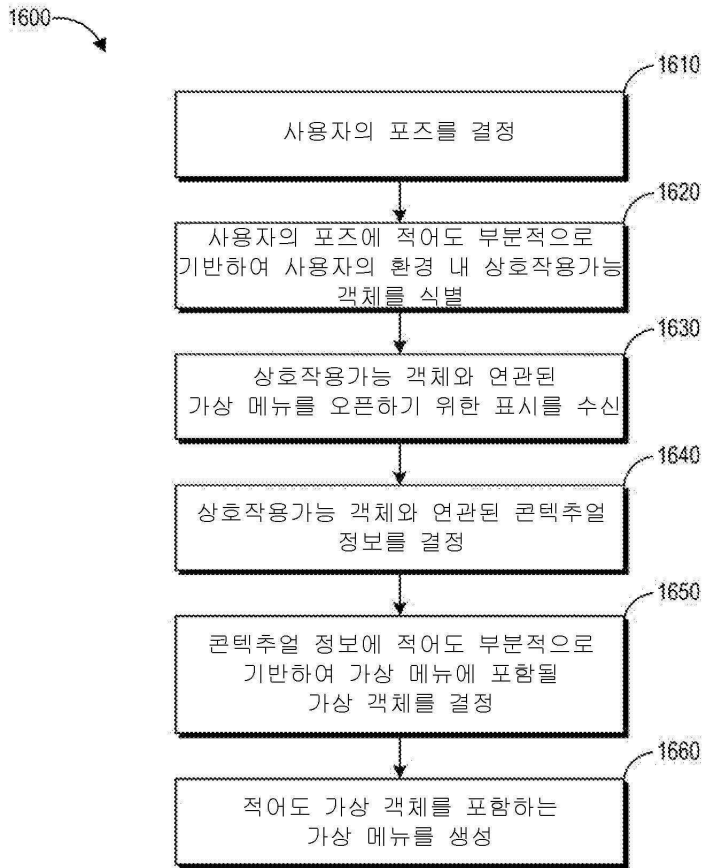 1600
1610
사용자의 포즈를 결정
1620
사용자의 포즈에 적어도 부분적으로
기반하여 사용자의 환경 내 상호작용가능
객체를 식별
1630
상호작용가능 객체와 연관된
가상 메뉴를 오픈하기 위한 표시를 수신
1640
상호작용가능 객체와 연관된 콘텍추얼
정보를 결정
1650
콘텍추얼 정보에 적어도 부분적으로
기반하여 가상 메뉴에 포함될
가상 객체를 결정
1660
적어도 가상 객체를 포함하는
가상 메뉴를 생성